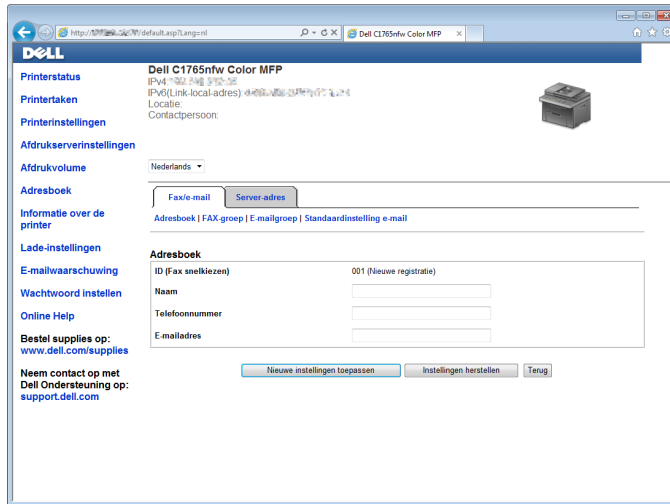 http:// /default.asp?Lang=nl
Dell C1765nfw Color MFP
DELL
Printerstatus
Printertaken
Printerinstellingen
Afdrukserverinstellingen
Afdrukvolume
Adresboek
Informatie over de
printer
Lade-instellingen
E-mailwaarschuwing
Wachtwoord instellen
Online Help
Bestel supplies op:
www.dell.com/supplies
Neem contact op met
Dell Ondersteuning op:
support.dell.com
Dell C1765nfw Color MFP
IPv4:
IPv6(Link-local-adres):
Locatie:
Contactpersoon:
Nederlands
Fax/e-mail Server-adres
Adresboek | FAX-groep | E-mailgroep | Standaardinstelling e-mail
Adresboek
ID (Fax snelkiezen) 001 (Nieuwe registratie)
Naam
Telefoonnummer
E-mailadres
Nieuwe instellingen toepassen Instellingen herstellen Terug